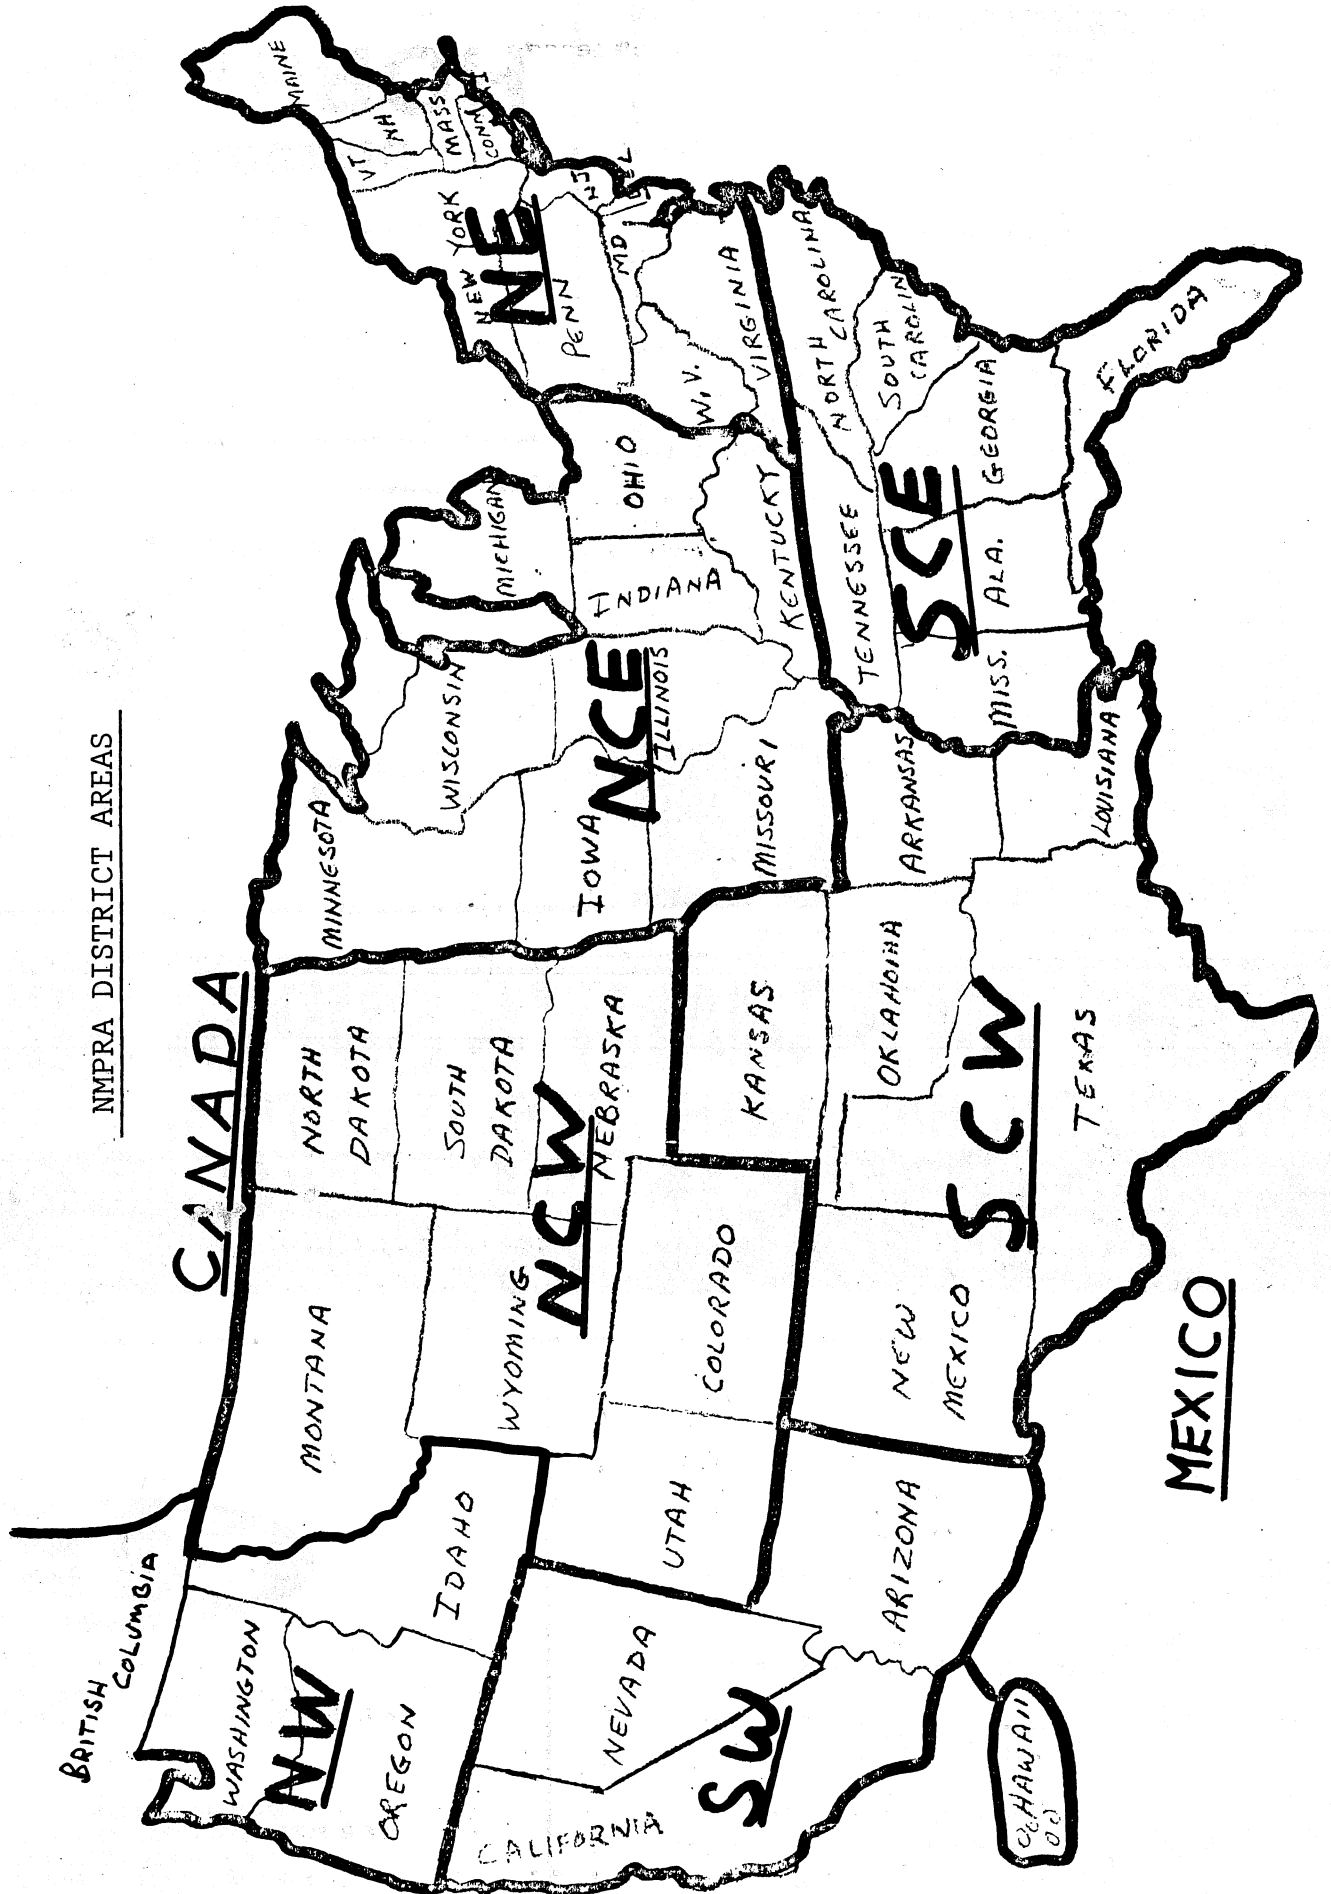 NMPRA DISTRICT AREAS
CANADA
BRITISH
COLUMBIA
WASHINGTON
NW
OREGON
IDAHO
MONTANA
NORTH
DAKOTA
SOUTH
DAKOTA
WYOMING
NCW
NEBRASKA
COLORADO
UTAH
NEVADA
CALIFORNIA
SW
ARIZONA
HAWAII
NEW
MEXICO
SCW
KANSAS
OKLAHOMA
TEXAS
ARKANSAS
LOUISIANA
MEXICO
MINNESOTA
WISCONSIN
MICHIGAN
IOWA
NCE
ILLINOIS
INDIANA
OHIO
MISSOURI
KENTUCKY
TENNESSEE
SCE
MISS.
ALA.
GEORGIA
FLORIDA
NORTH
CAROLINA
SOUTH
CAROLIN
VIRGINIA
W.V.
MD
DEL
NJ
PENN
NE
NEW YORK
VT
NH
MAINE
MASS
CONN
RI